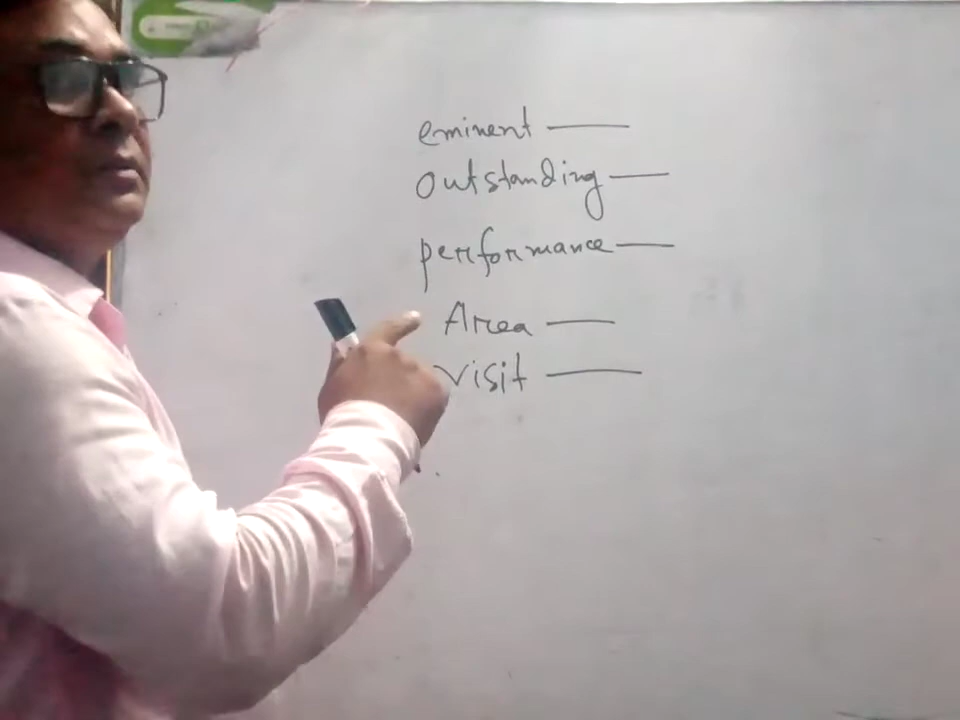 eminent ——
outstanding ——
performance ——
Area ——
visit ——